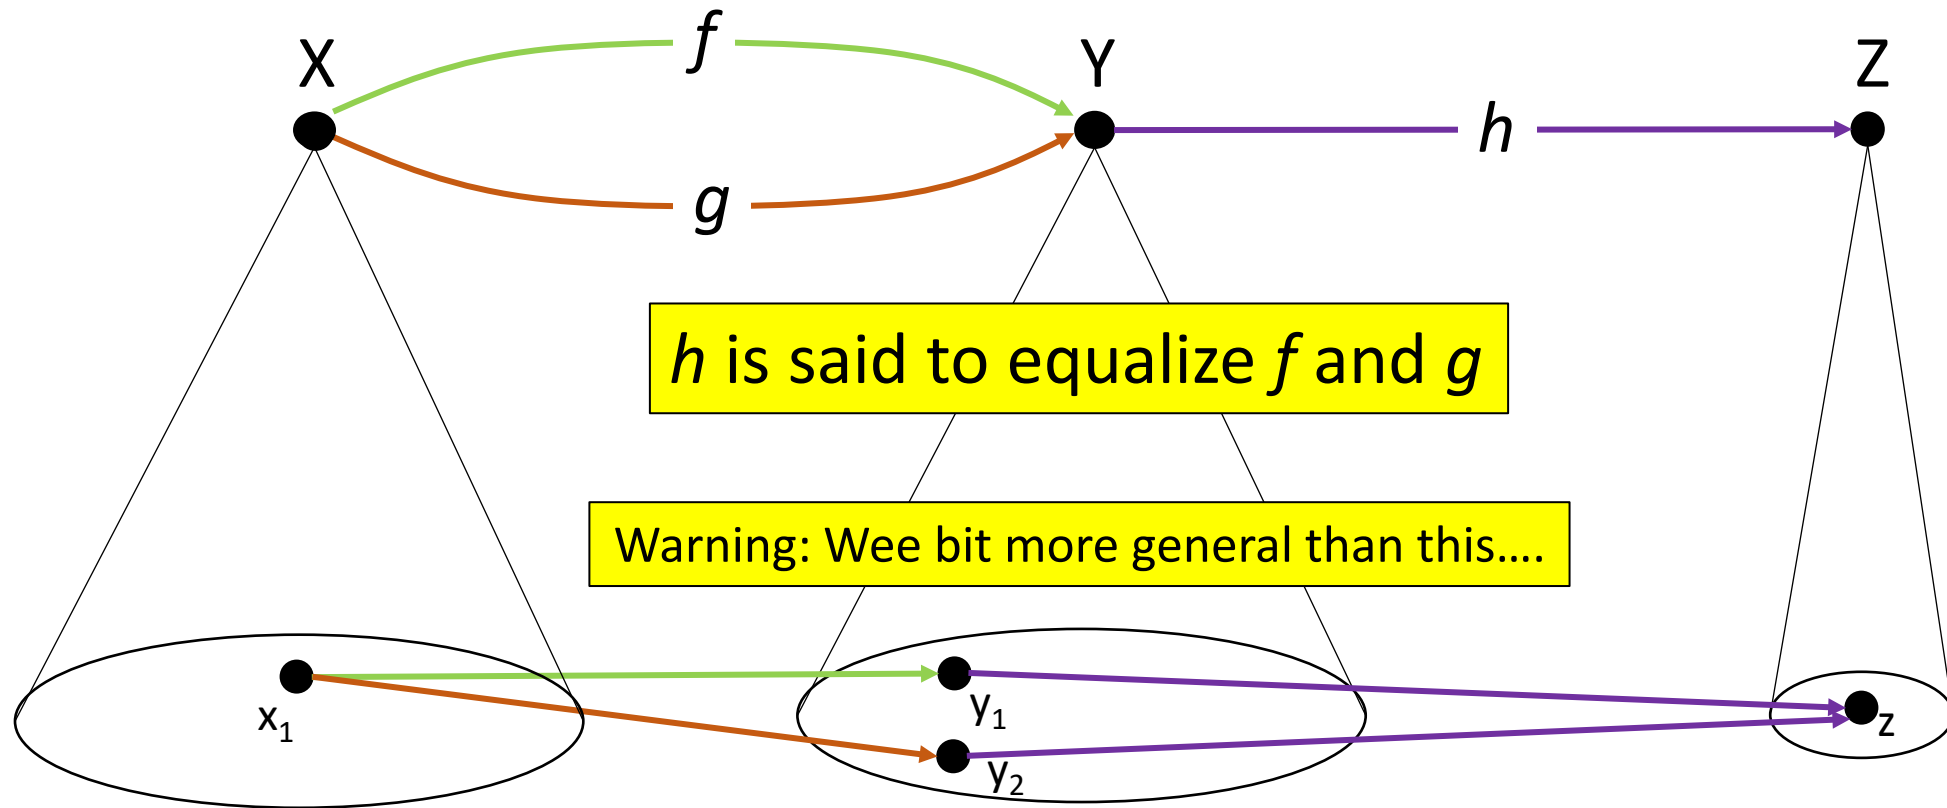 X
f
Y
Z
h
g
h is said to equalize f and g
Warning: Wee bit more general than this....
x₁
y₁
z
y₂